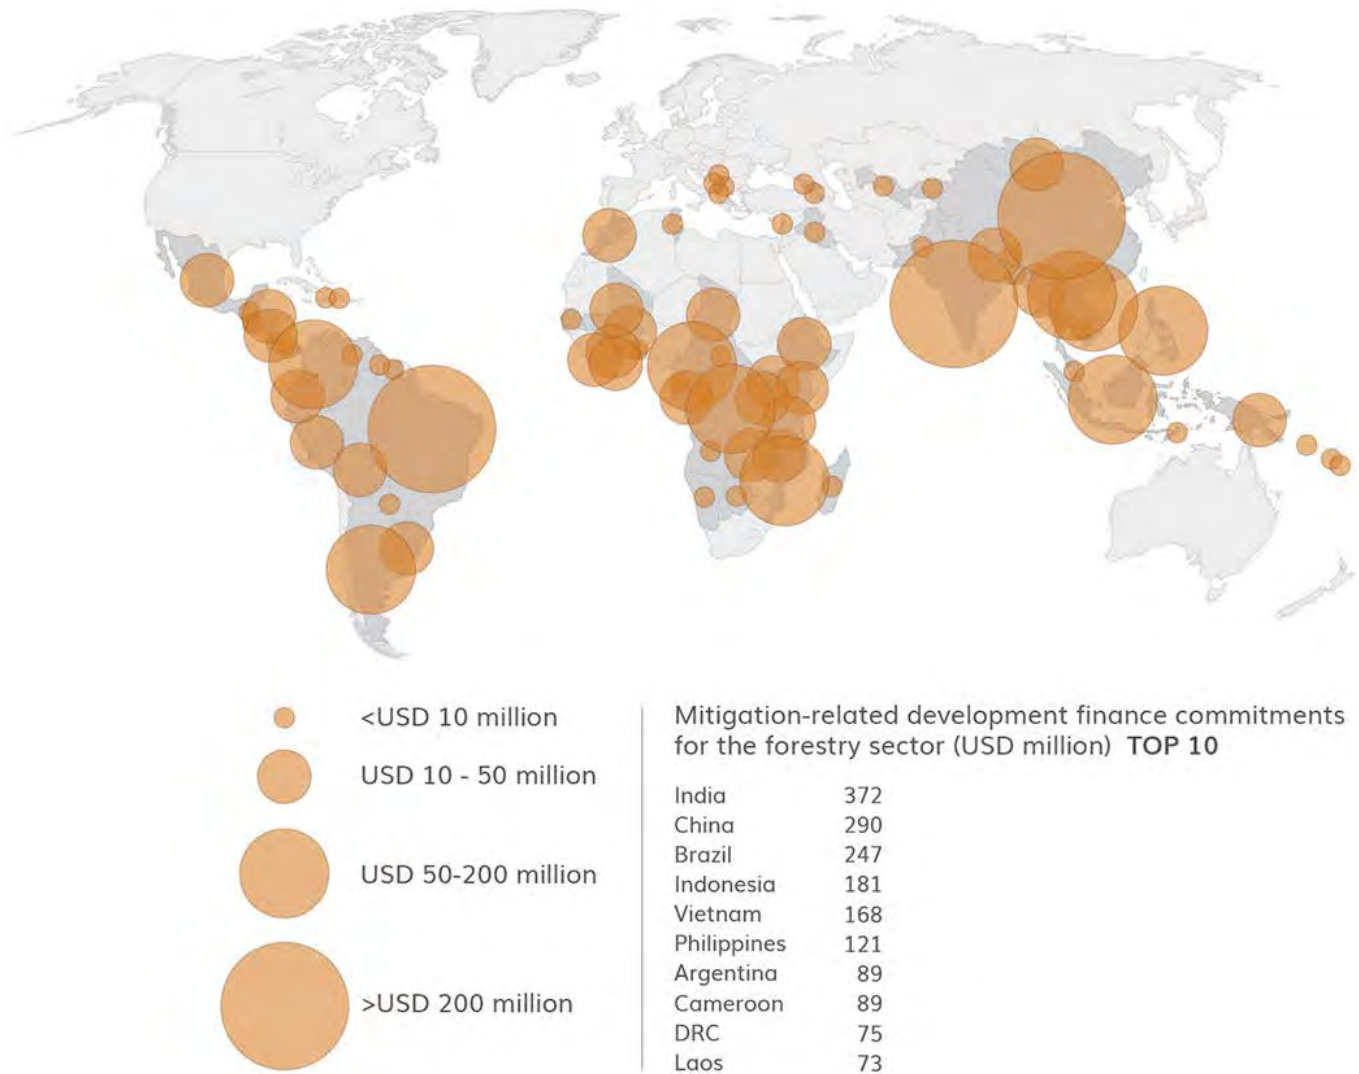 <USD 10 million
USD 10 - 50 million
USD 50-200 million
>USD 200 million
Mitigation-related development finance commitments
for the forestry sector (USD million) TOP 10
India 372
China 290
Brazil 247
Indonesia 181
Vietnam 168
Philippines 121
Argentina 89
Cameroon 89
DRC 75
Laos 73